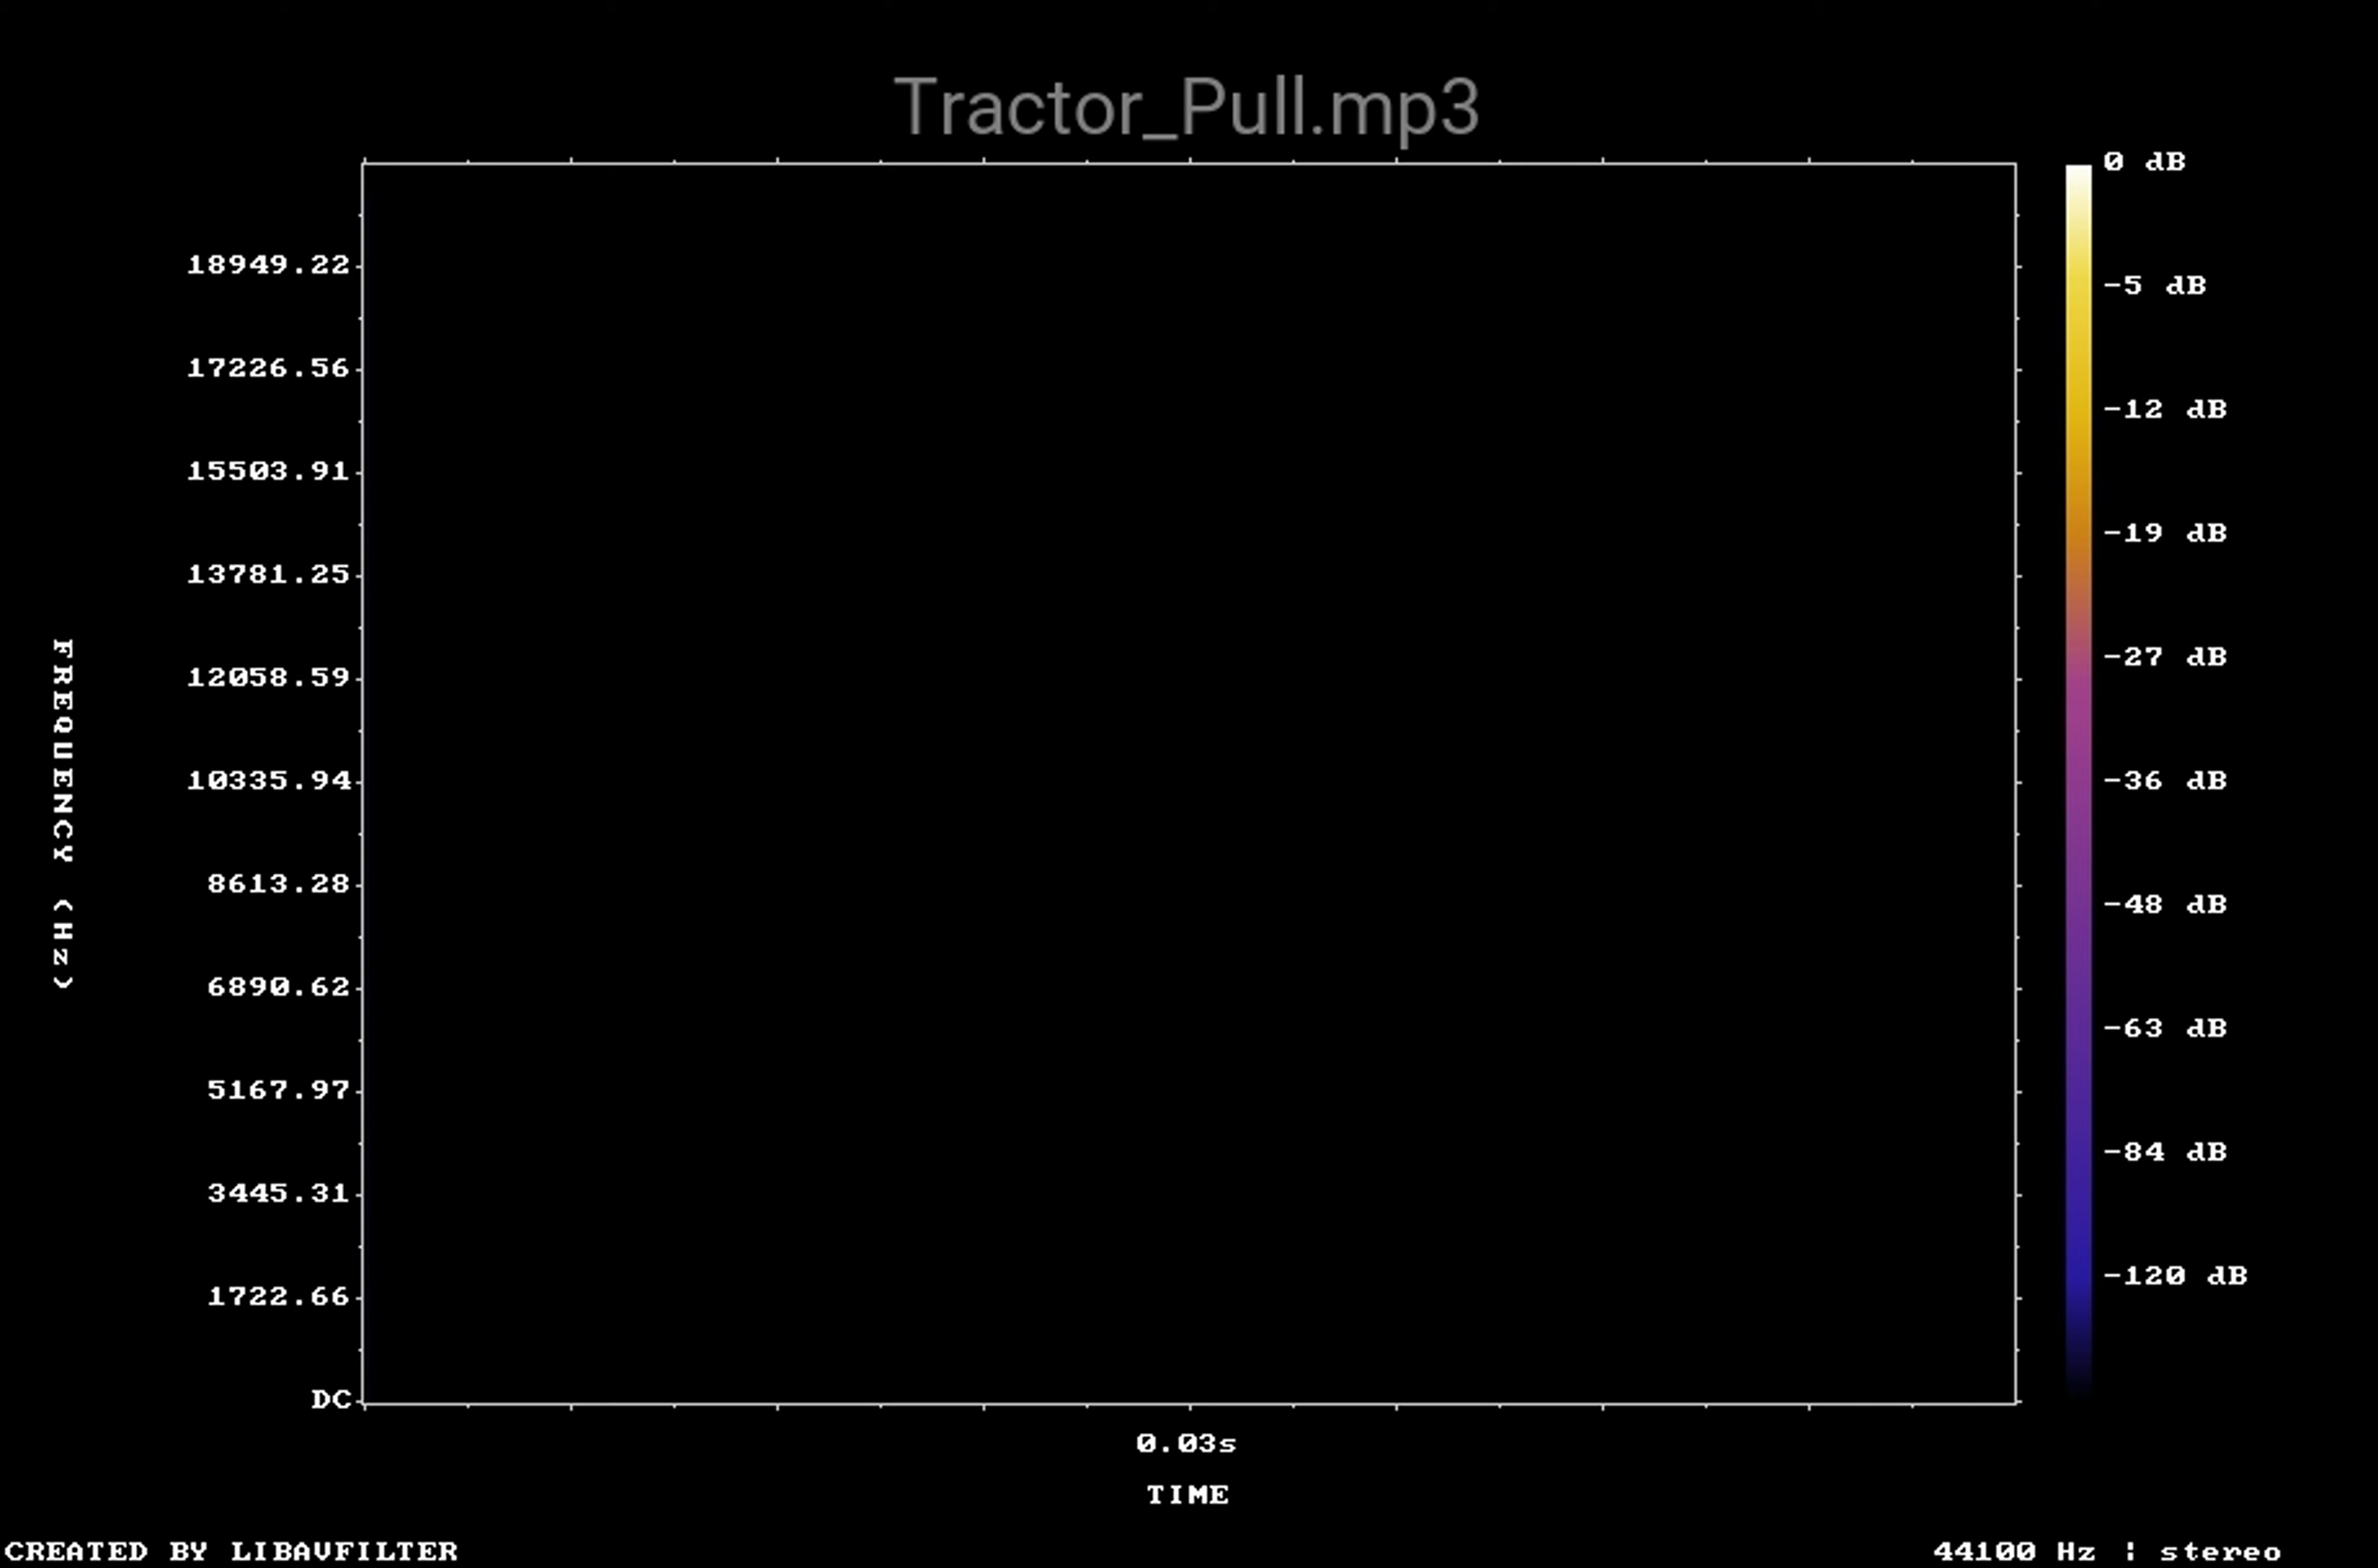 Tractor_Pull.mp3
0 dB
18949.22
-5 dB
17226.56
-12 dB
15503.91
-19 dB
13781.25
-27 dB
12058.59
10335.94
-36 dB
8613.28
-48 dB
6890.62
-63 dB
5167.97
-84 dB
3445.31
-120 dB
1722.66
DC
FREQUENCY (Hz)
0.03s
TIME
CREATED BY LIBAVFILTER
44100 Hz | stereo